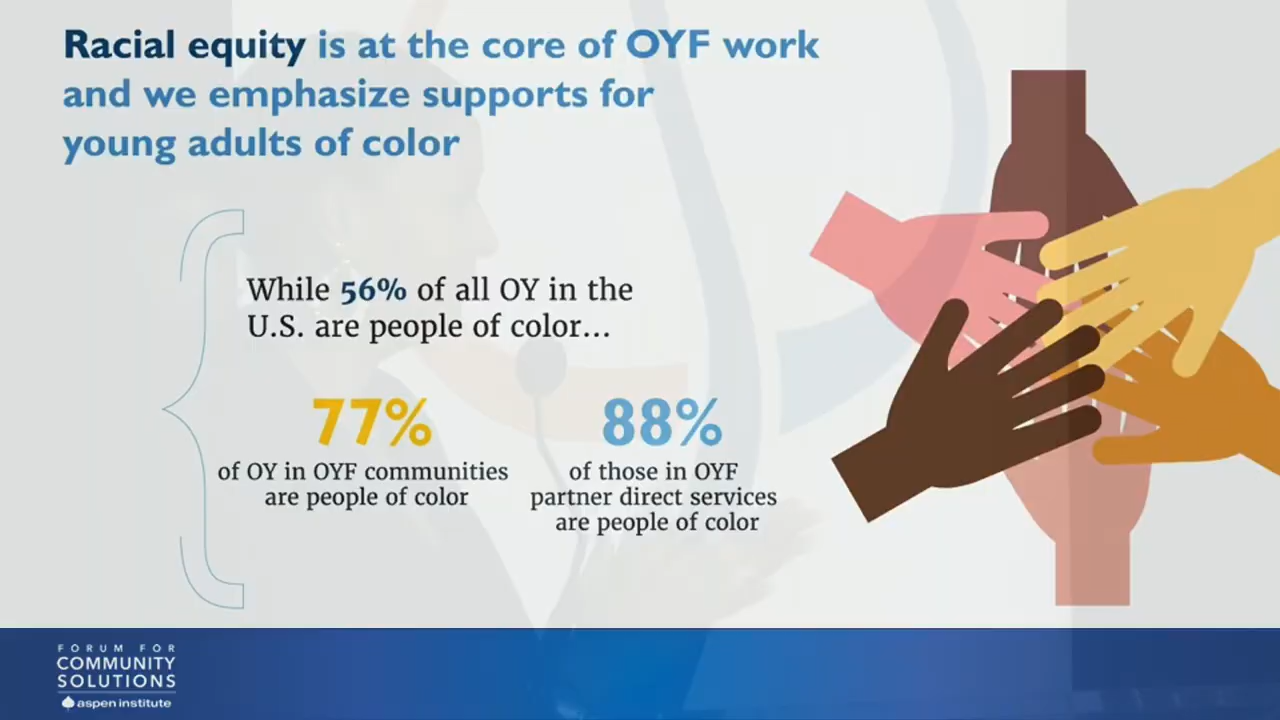 Racial equity is at the core of OYF work
and we emphasize supports for
young adults of color
While 56% of all OY in the
U.S. are people of color...
77%
of OY in OYF communities
are people of color
88%
of those in OYF
partner direct services
are people of color
FORUM FOR
COMMUNITY
SOLUTIONS
aspen institute